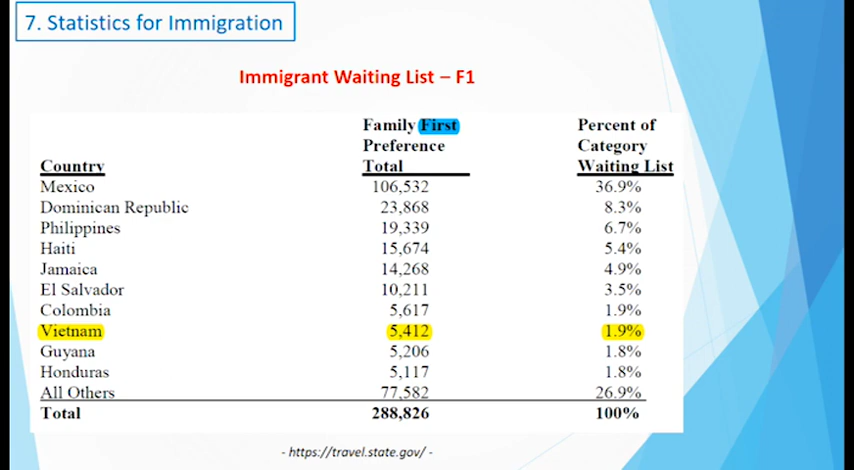 7. Statistics for Immigration
Immigrant Waiting List – F1
Family First Percent of
Preference Category
Country Total Waiting List
Mexico 106,532 36.9%
Dominican Republic 23,868 8.3%
Philippines 19,339 6.7%
Haiti 15,674 5.4%
Jamaica 14,268 4.9%
El Salvador 10,211 3.5%
Colombia 5,617 1.9%
Vietnam 5,412 1.9%
Guyana 5,206 1.8%
Honduras 5,117 1.8%
All Others 77,582 26.9%
Total 288,826 100%
- https://travel.state.gov/ -